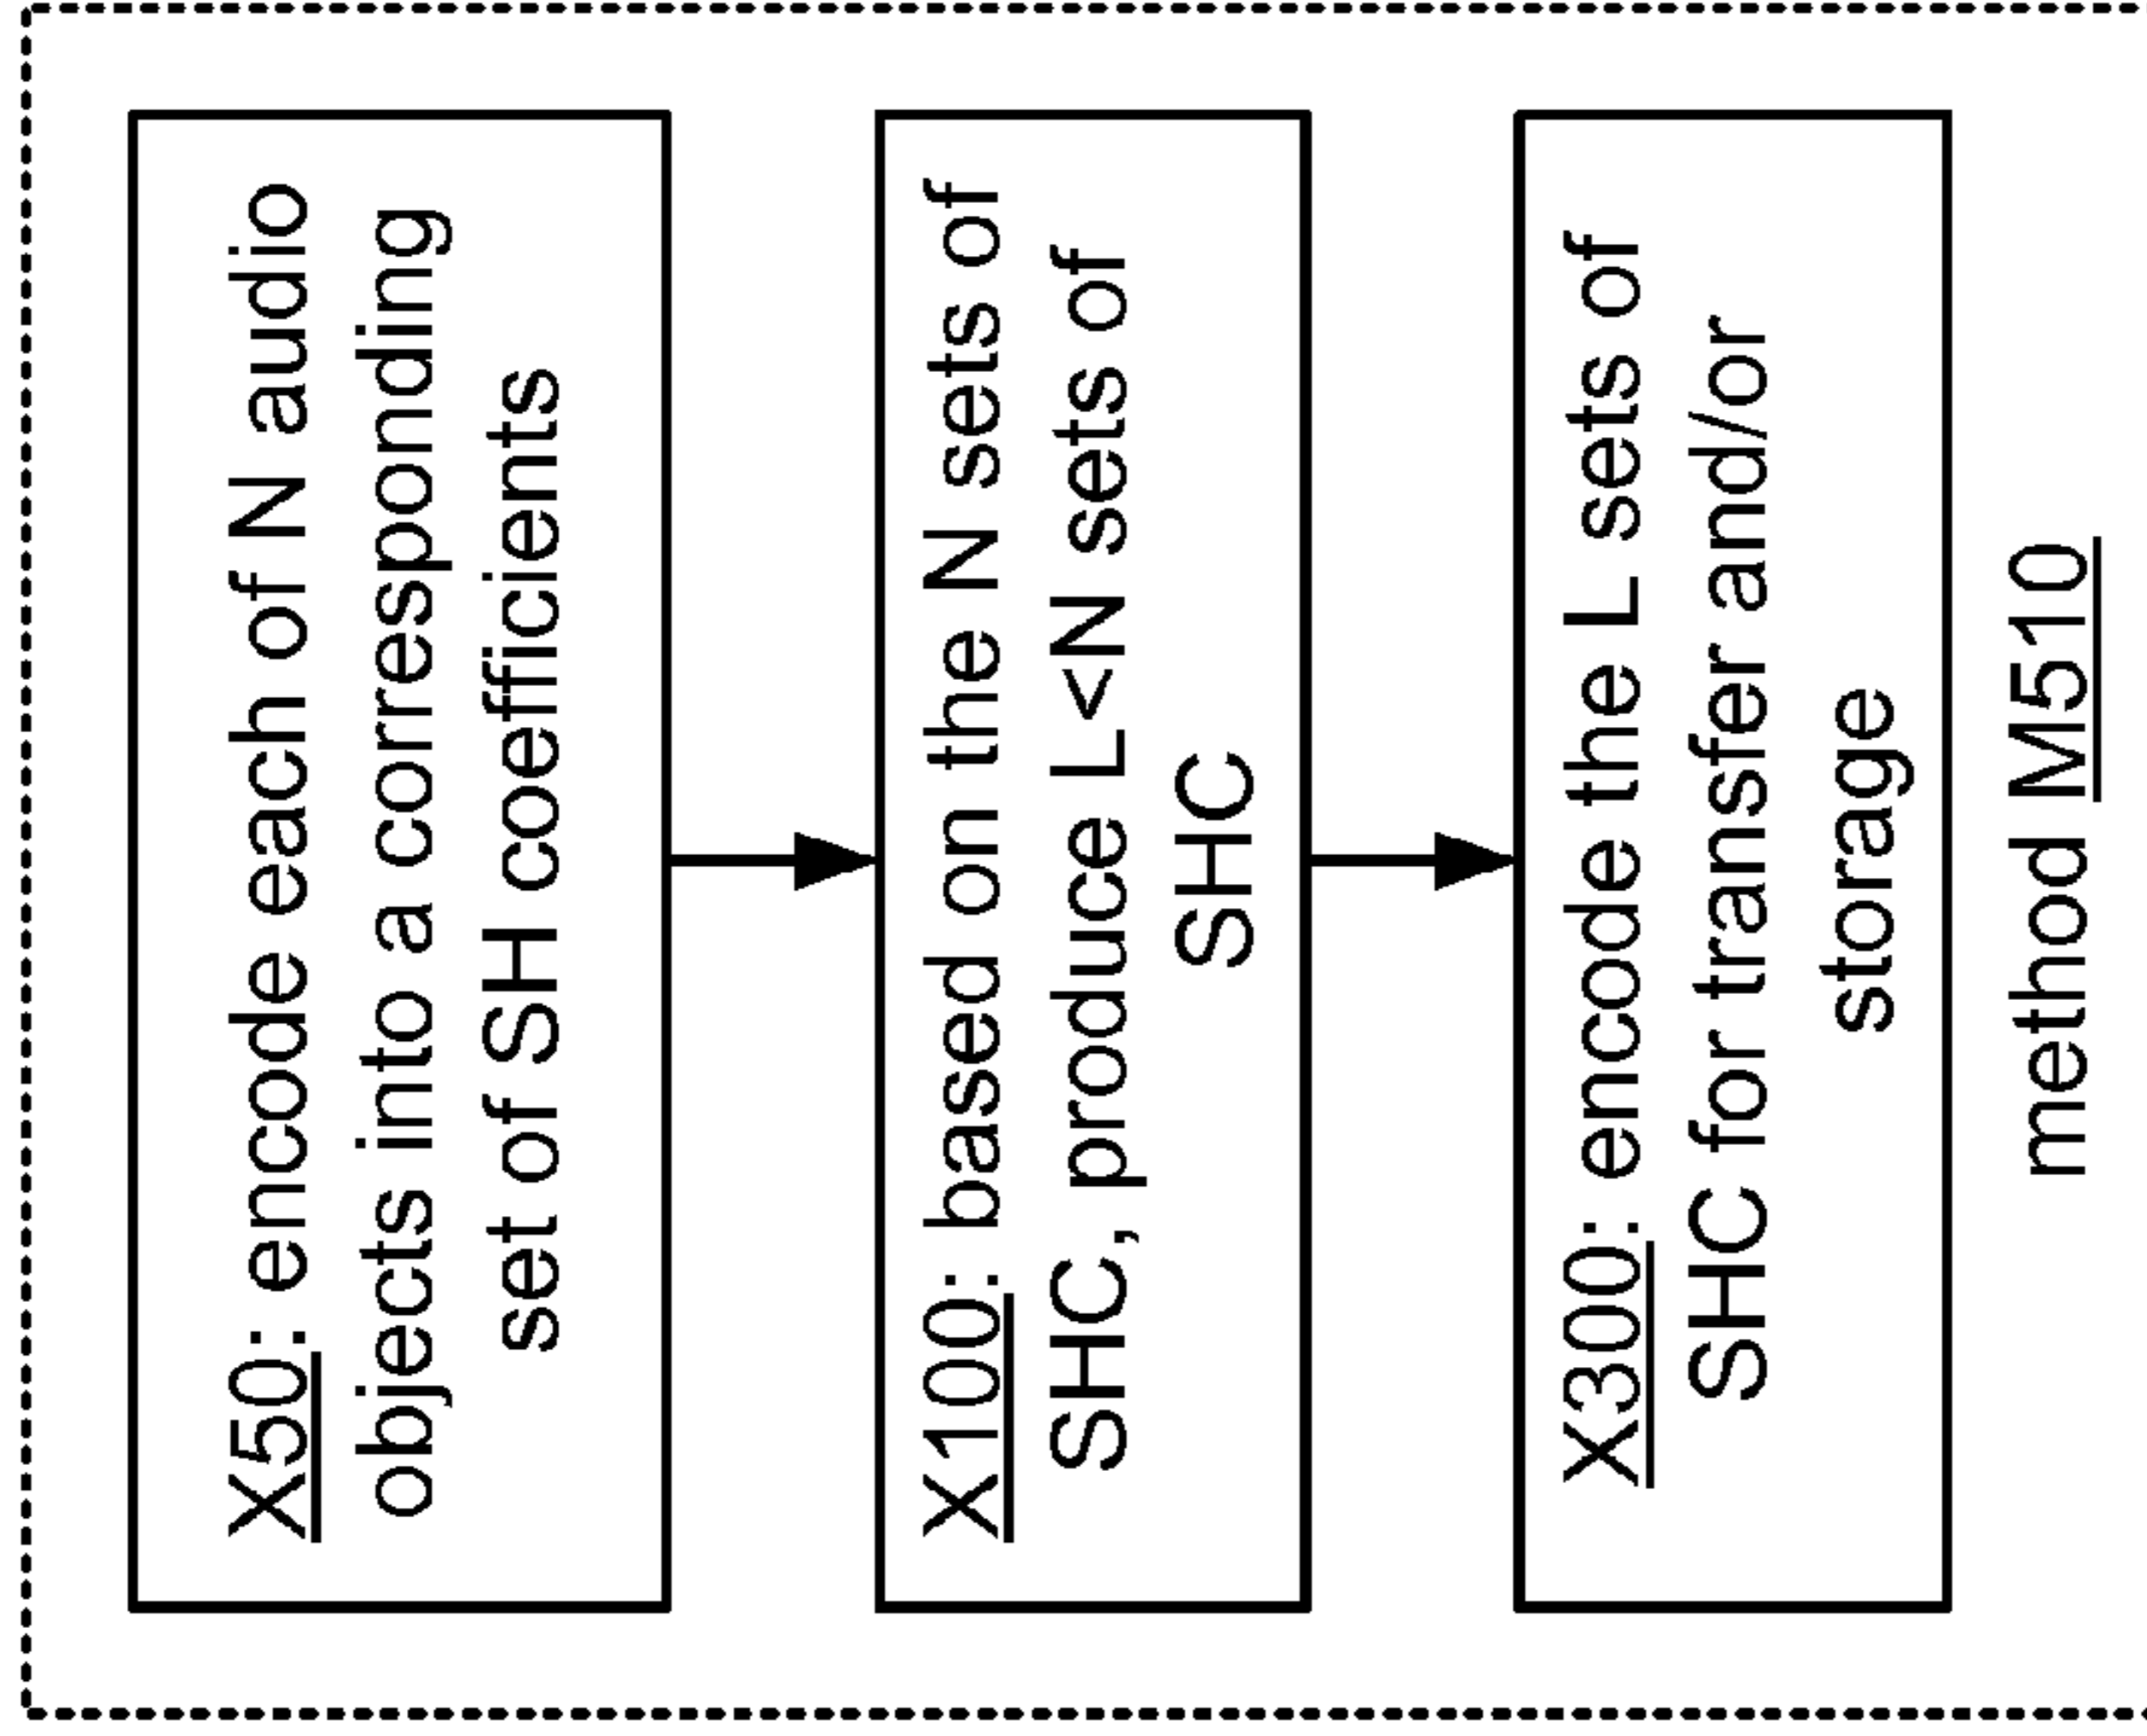 X50: encode each of N audio
objects into a corresponding
set of SH coefficients
X100: based on the N sets of
SHC, produce L<N sets of
SHC
X300: encode the L sets of
SHC for transfer and/or
storage
method M510